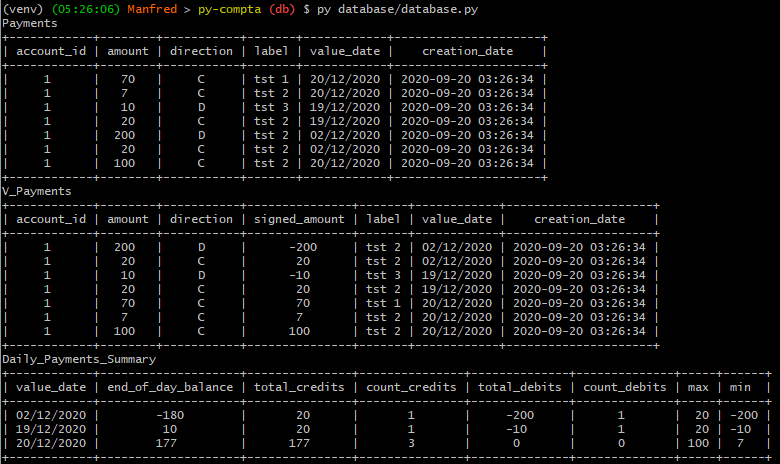 (venv) (05:26:06) Manfred > py-compta (db) $ py database/database.py
Payments
+------------+--------+-----------+-------+------------+---------------------+
| account_id | amount | direction | label | value_date |    creation_date    |
+------------+--------+-----------+-------+------------+---------------------+
|     1      |   70   |     C     | tst 1 | 20/12/2020 | 2020-09-20 03:26:34 |
|     1      |   7    |     C     | tst 2 | 20/12/2020 | 2020-09-20 03:26:34 |
|     1      |   10   |     D     | tst 3 | 19/12/2020 | 2020-09-20 03:26:34 |
|     1      |   20   |     C     | tst 2 | 19/12/2020 | 2020-09-20 03:26:34 |
|     1      |  200   |     D     | tst 2 | 02/12/2020 | 2020-09-20 03:26:34 |
|     1      |   20   |     C     | tst 2 | 02/12/2020 | 2020-09-20 03:26:34 |
|     1      |  100   |     C     | tst 2 | 20/12/2020 | 2020-09-20 03:26:34 |
+------------+--------+-----------+-------+------------+---------------------+
V_Payments
+------------+--------+-----------+---------------+-------+------------+---------------------+
| account_id | amount | direction | signed_amount | label | value_date |    creation_date    |
+------------+--------+-----------+---------------+-------+------------+---------------------+
|     1      |  200   |     D     |     -200      | tst 2 | 02/12/2020 | 2020-09-20 03:26:34 |
|     1      |   20   |     C     |      20       | tst 2 | 02/12/2020 | 2020-09-20 03:26:34 |
|     1      |   10   |     D     |     -10       | tst 3 | 19/12/2020 | 2020-09-20 03:26:34 |
|     1      |   20   |     C     |      20       | tst 2 | 19/12/2020 | 2020-09-20 03:26:34 |
|     1      |   70   |     C     |      70       | tst 1 | 20/12/2020 | 2020-09-20 03:26:34 |
|     1      |   7    |     C     |       7       | tst 2 | 20/12/2020 | 2020-09-20 03:26:34 |
|     1      |  100   |     C     |      100      | tst 2 | 20/12/2020 | 2020-09-20 03:26:34 |
+------------+--------+-----------+---------------+-------+------------+---------------------+
Daily_Payments_Summary
+------------+--------------------+---------------+---------------+--------------+--------------+-----+------+
| value_date | end_of_day_balance | total_credits | count_credits | total_debits | count_debits | max | min  |
+------------+--------------------+---------------+---------------+--------------+--------------+-----+------+
| 02/12/2020 |        -180        |      20       |       1       |     -200     |      1       |  20 | -200 |
| 19/12/2020 |         10         |      20       |       1       |     -10      |      1       |  20 | -10  |
| 20/12/2020 |        177         |      177      |       3       |      0       |      0       | 100 |  7   |
+------------+--------------------+---------------+---------------+--------------+--------------+-----+------+